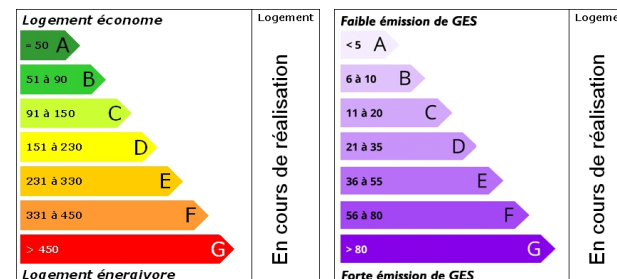 Logement économe
Logement
= 50 A
51 à 90 B
91 à 150 C
151 à 230 D
231 à 330 E
331 à 450 F
> 450 G
Logement énergivore
En cours de réalisation
Faible émission de GES
Logeme
< 5 A
6 à 10 B
11 à 20 C
21 à 35 D
36 à 55 E
56 à 80 F
> 80 G
Forte émission de GES
En cours de réalisation